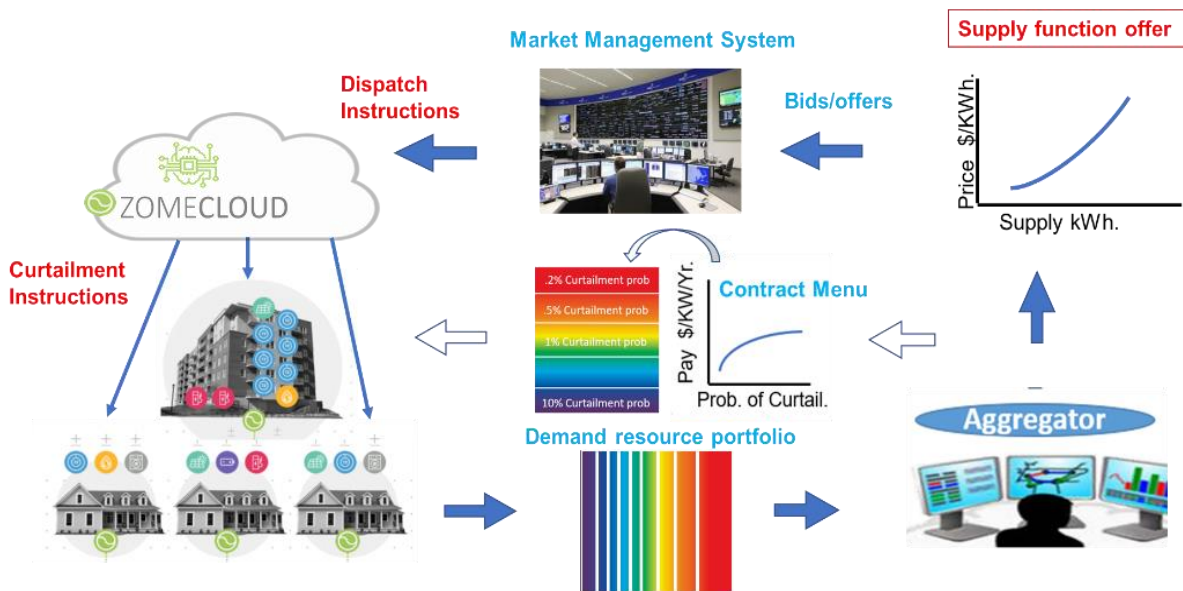 Supply function offer
Market Management System
Dispatch
Instructions
Bids/offers
Price $/KWh.
Supply kWh.
ZOMECLOUD
Curtailment
Instructions
.2% Curtailment prob
.5% Curtailment prob
1% Curtailment prob
10% Curtailment prob
Pay $/KW/Yr.
Contract Menu
Prob. of Curtail.
Demand resource portfolio
Aggregator